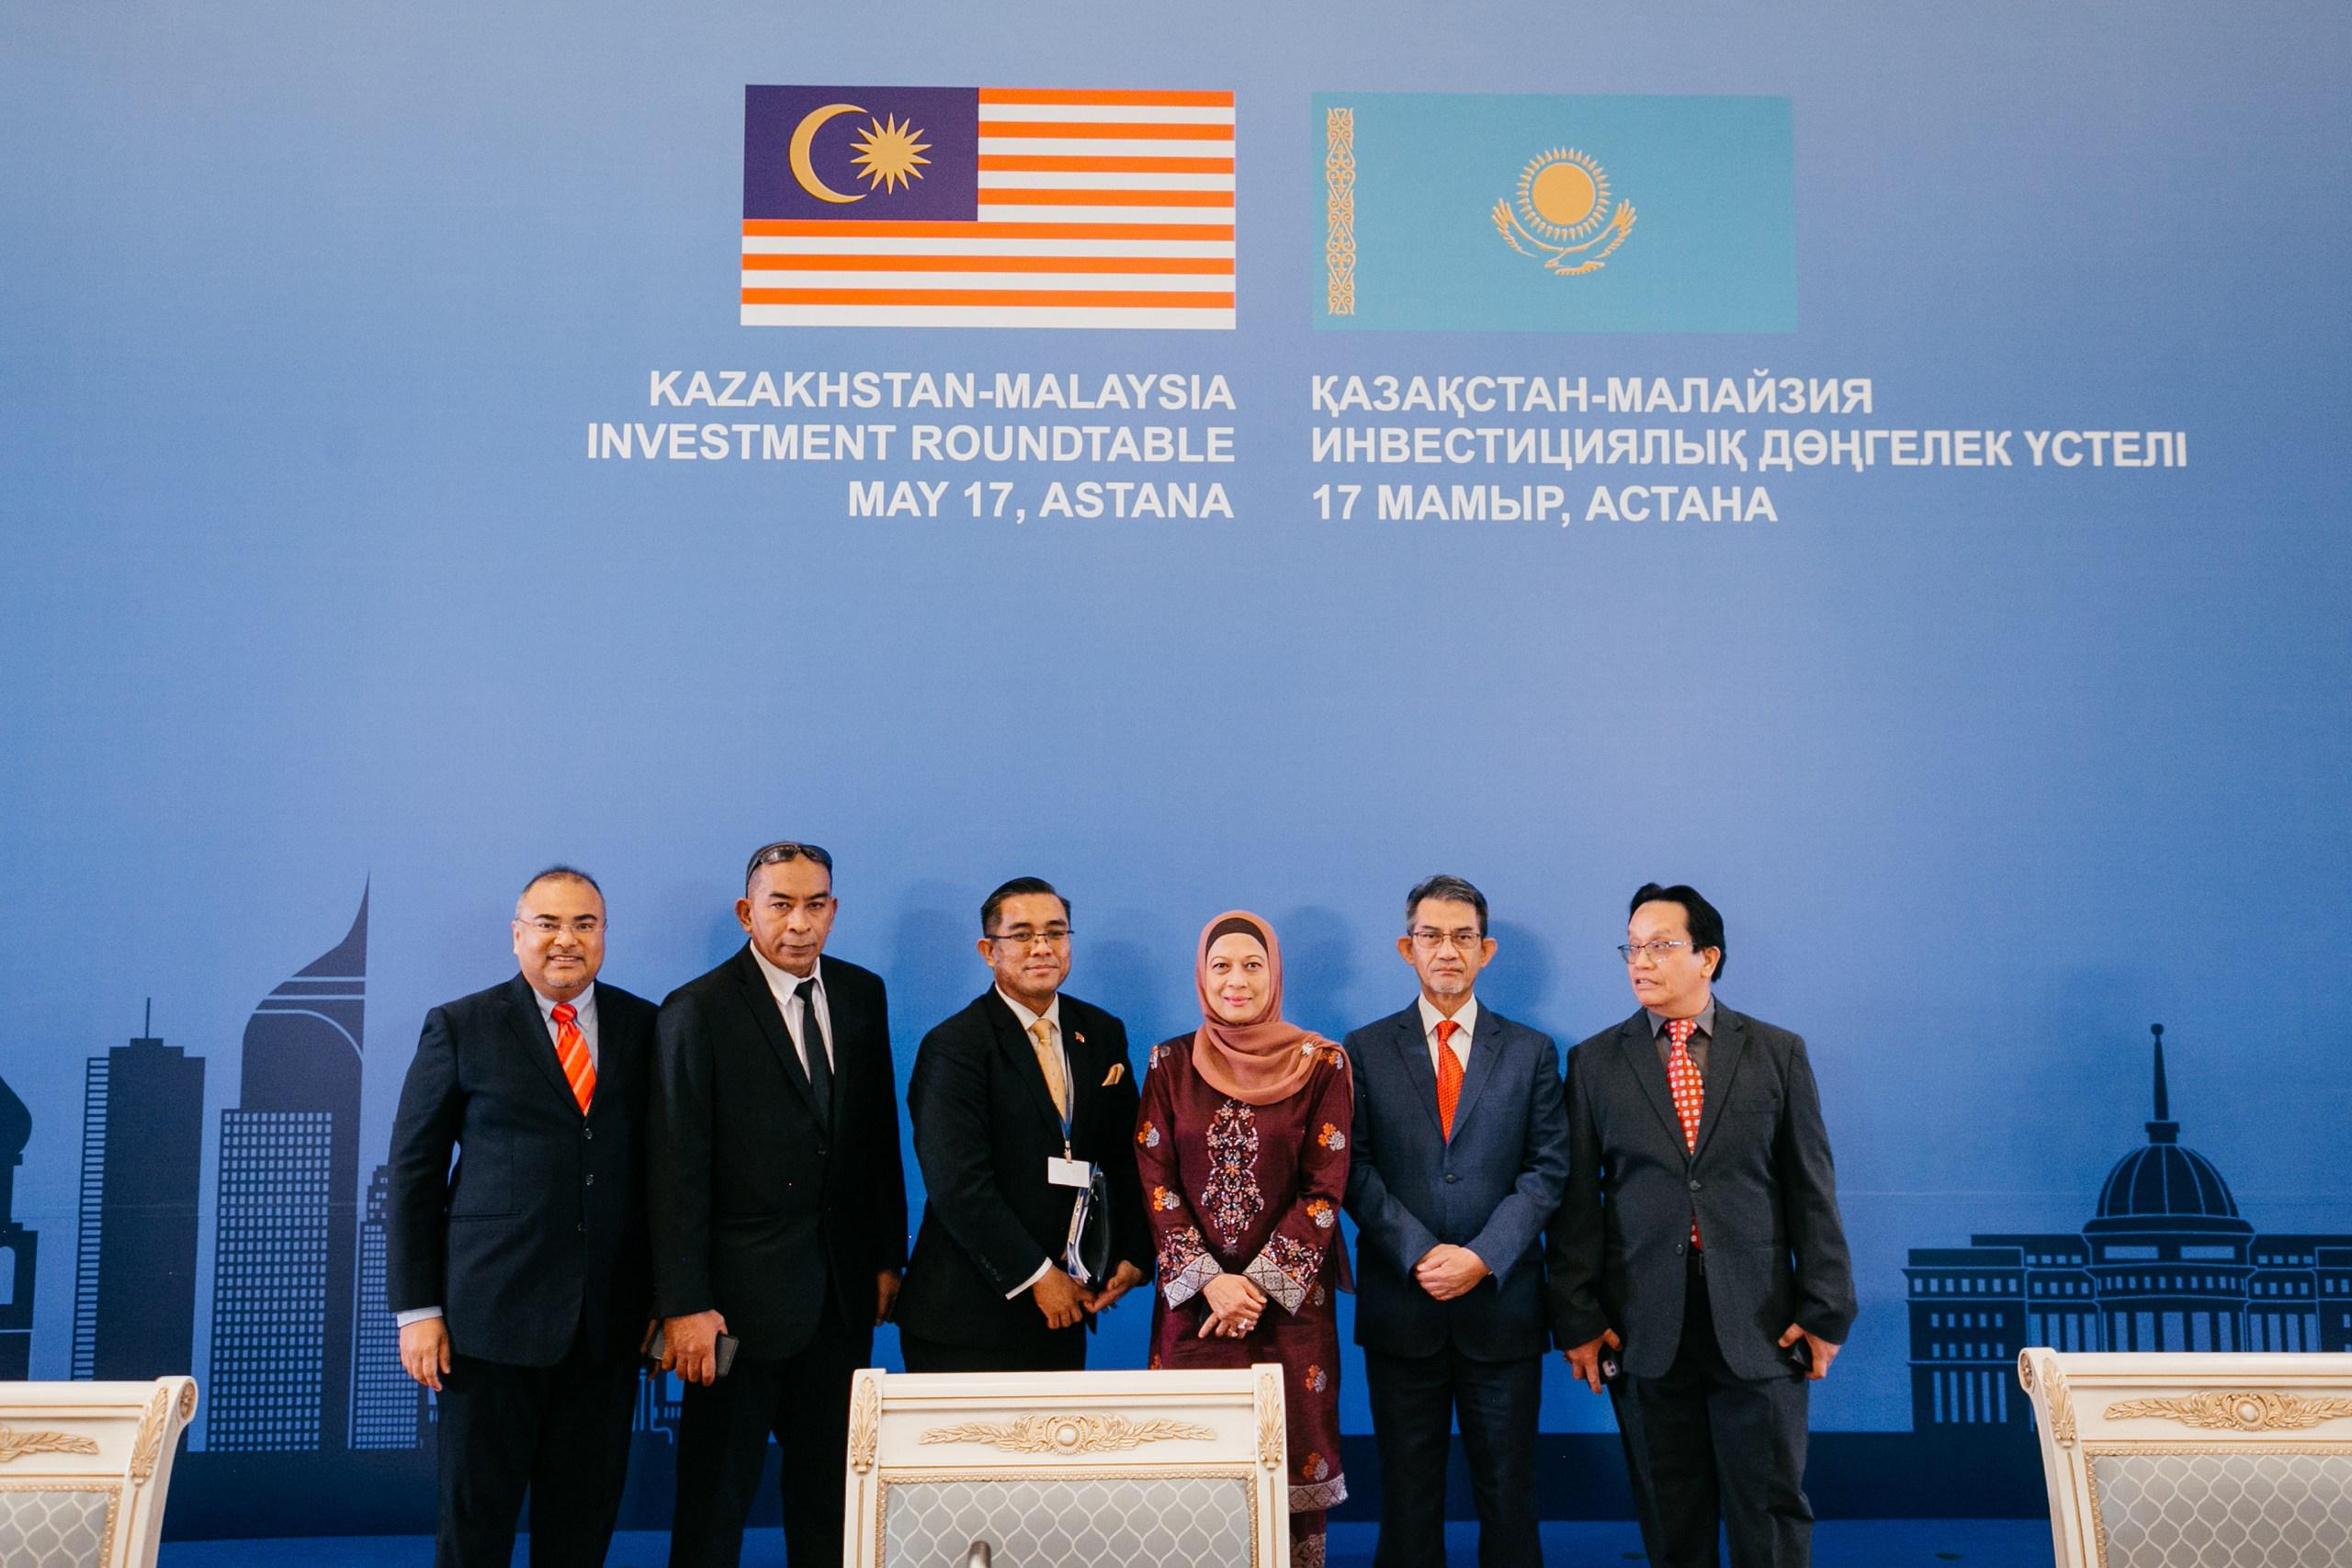 KAZAKHSTAN-MALAYSIA
INVESTMENT ROUNDTABLE
MAY 17, ASTANA
ҚАЗАҚСТАН-МАЛАЙЗИЯ
ИНВЕСТИЦИЯЛЫҚ ДӨҢГЕЛЕК ҮСТЕЛІ
17 МАМЫР, АСТАНА